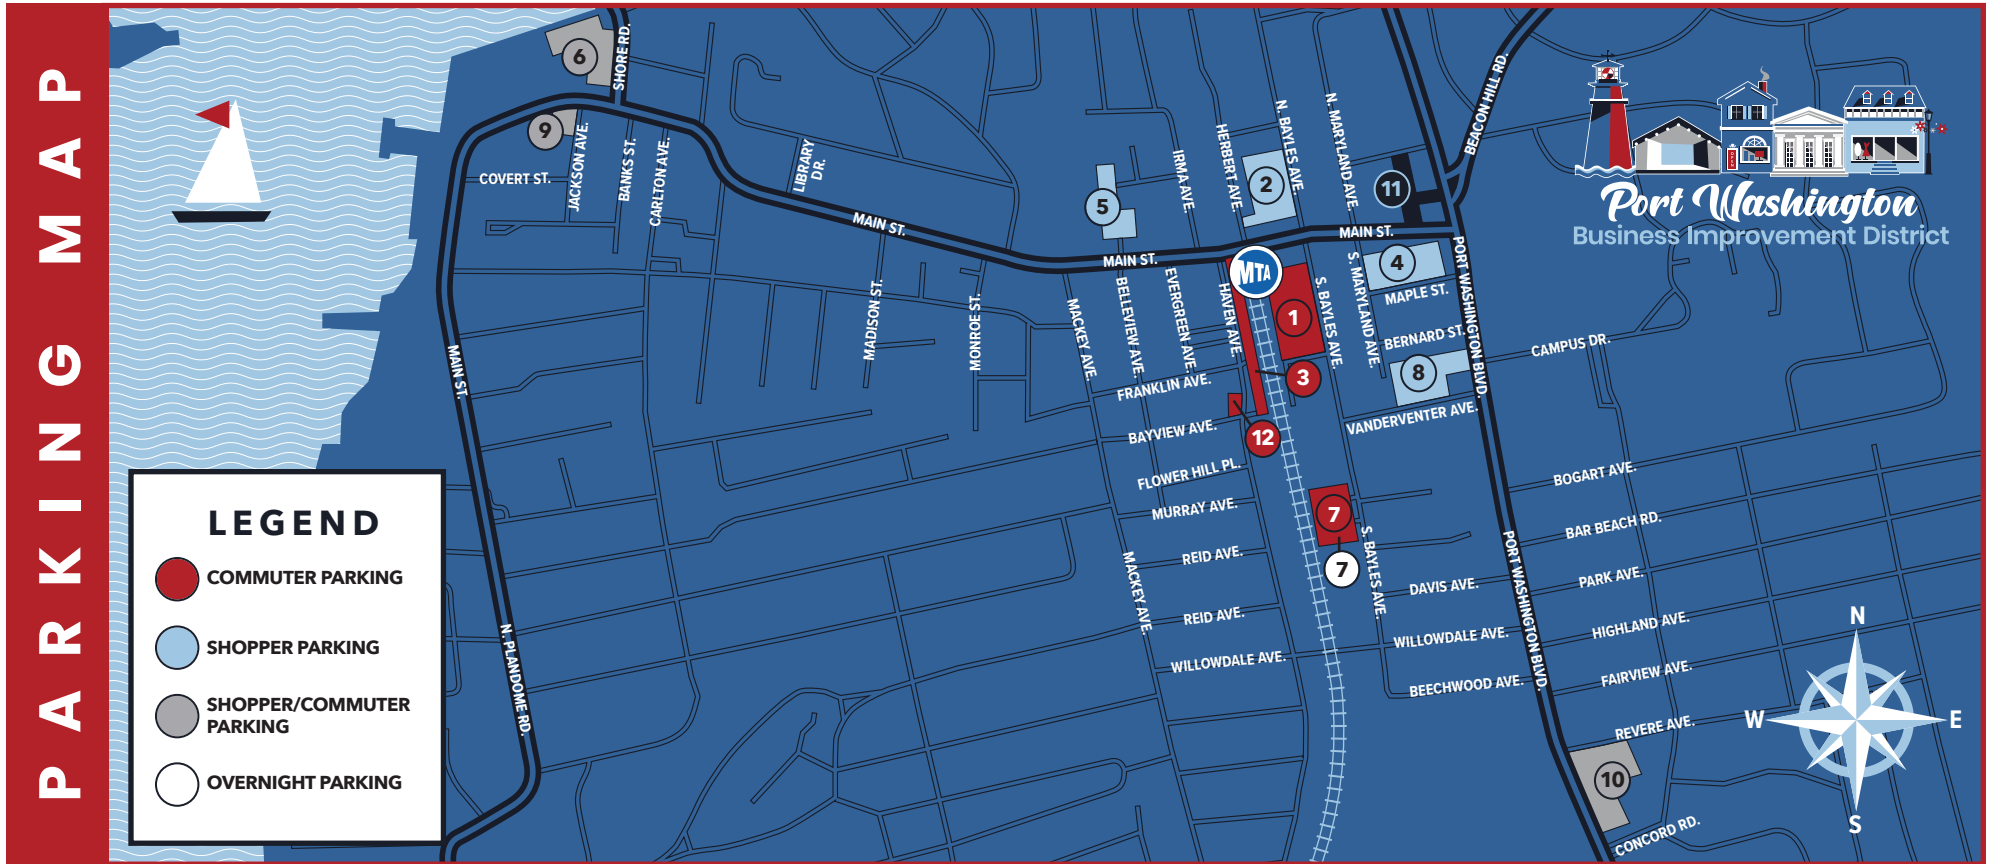 PARKING MAP
6
SHORE RD.
9
COVERT ST.
JACKSON AVE.
BANKS ST.
CARLTON AVE.
LIBRARY
DR.
MAIN ST.
5
IRMA AVE.
HERBERT AVE.
2
N. BAYLES AVE.
N. MARYLAND AVE.
11
BEACON HILL RD.
Port Washington
Business Improvement District
MAIN ST.
MAIN ST.
MTA
4
MAPLE ST.
MADISON ST.
MONROE ST.
MACKEY AVE.
BELLEVIEW AVE.
EVERGREEN AVE.
HAVEN AVE.
1
S. BAYLES AVE.
S. MARYLAND AVE.
PORT WASHINGTON BLVD.
BERNARD ST.
CAMPUS DR.
MAIN ST.
FRANKLIN AVE.
3
8
BAYVIEW AVE.
12
VANDERVENTER AVE.
FLOWER HILL PL.
BOGART AVE.
MURRAY AVE.
7
BAR BEACH RD.
REID AVE.
7
S. BAYLES AVE.
PORT WASHINGTON BLVD.
MACKEY AVE.
DAVIS AVE.
PARK AVE.
REID AVE.
WILLOWDALE AVE.
HIGHLAND AVE.
WILLOWDALE AVE.
BEECHWOOD AVE.
FAIRVIEW AVE.
N. PLANDOME RD.
REVERE AVE.
10
CONCORD RD.
N
W
E
S
LEGEND
COMMUTER PARKING
SHOPPER PARKING
SHOPPER/COMMUTER
PARKING
OVERNIGHT PARKING